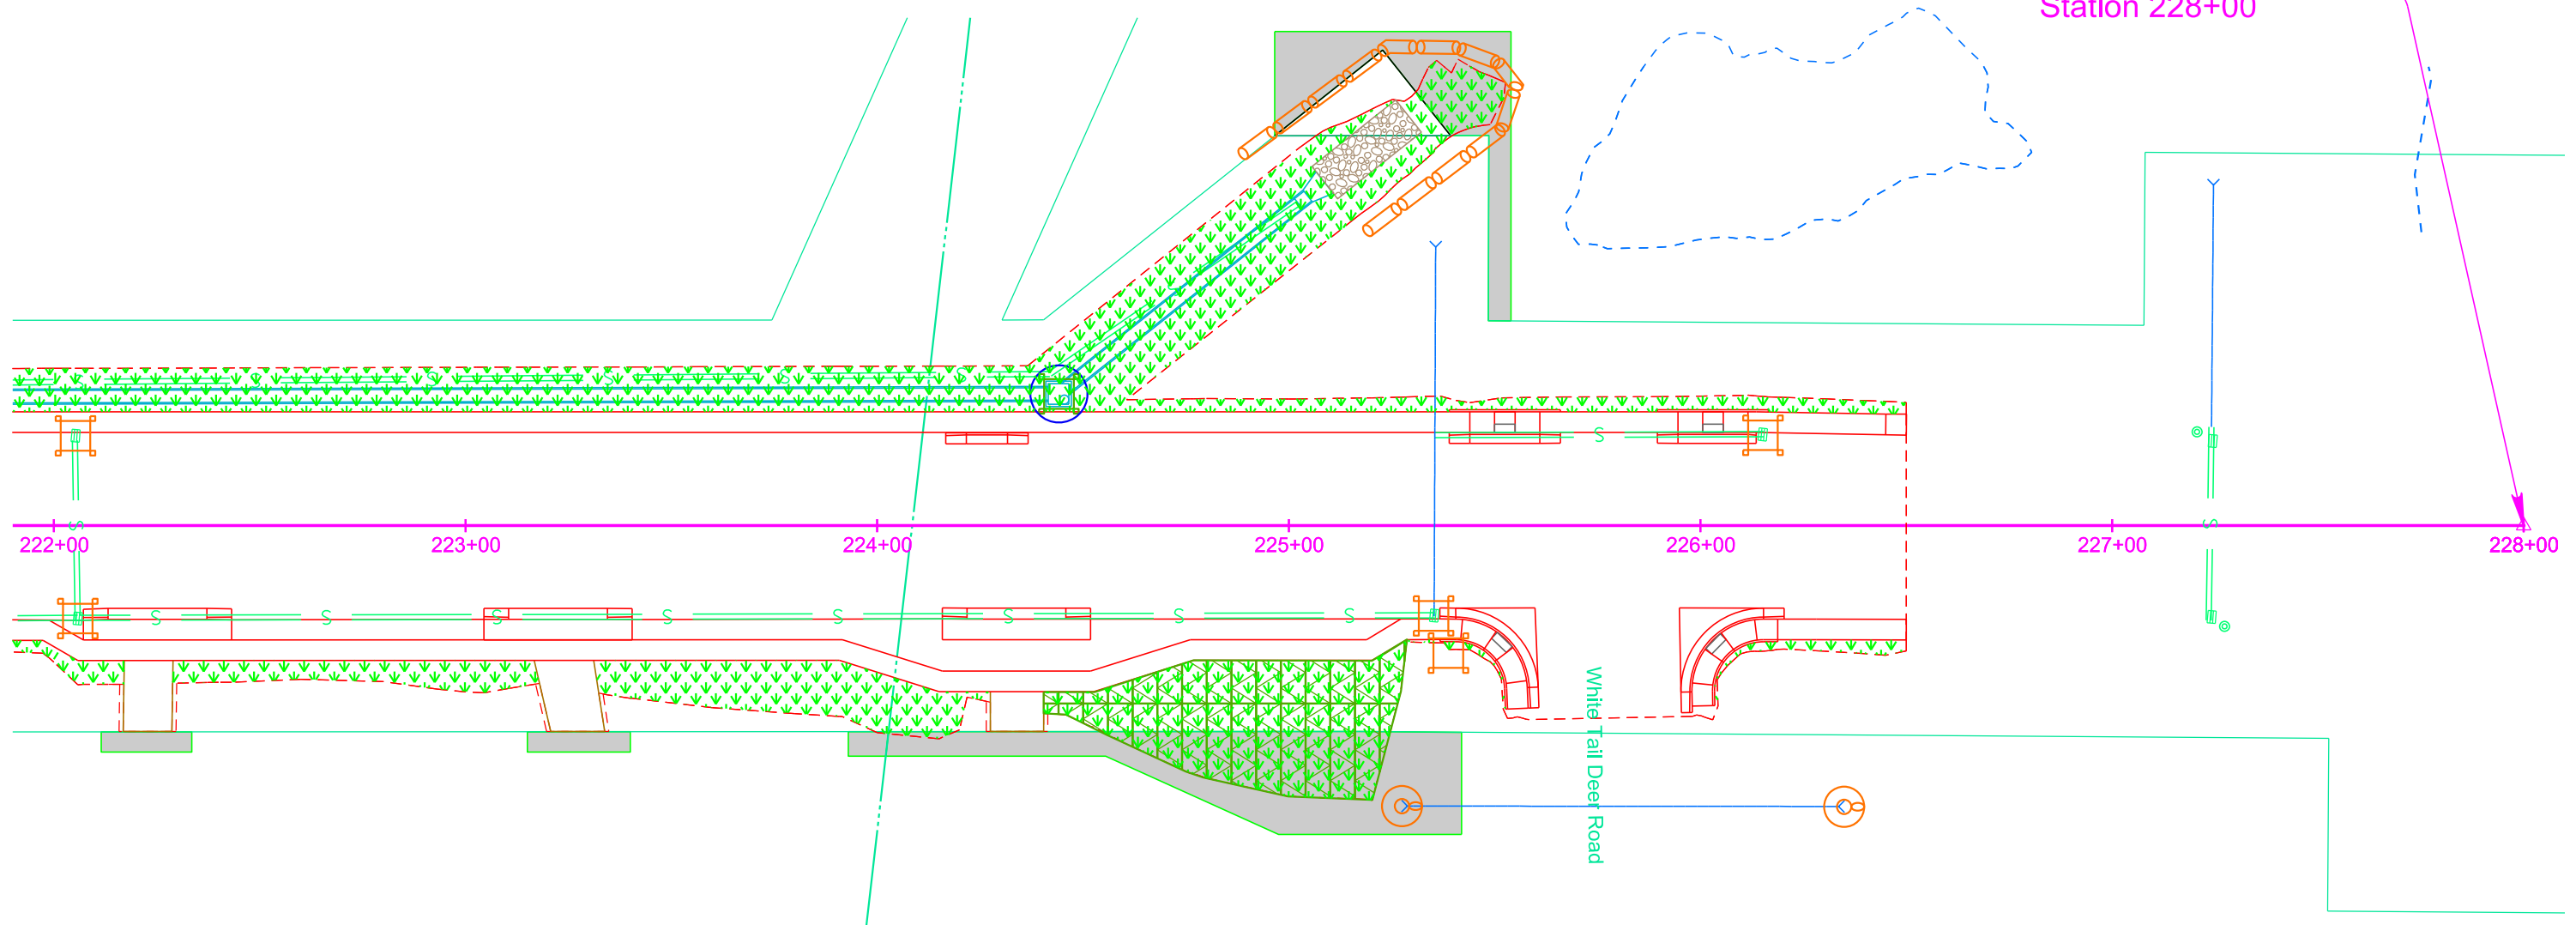 Station 228+00
S S S S S S
S
S
S
222+00 223+00 224+00 225+00 226+00 227+00 228+00
S S
S S S S S S S S
White Tail Deer Road